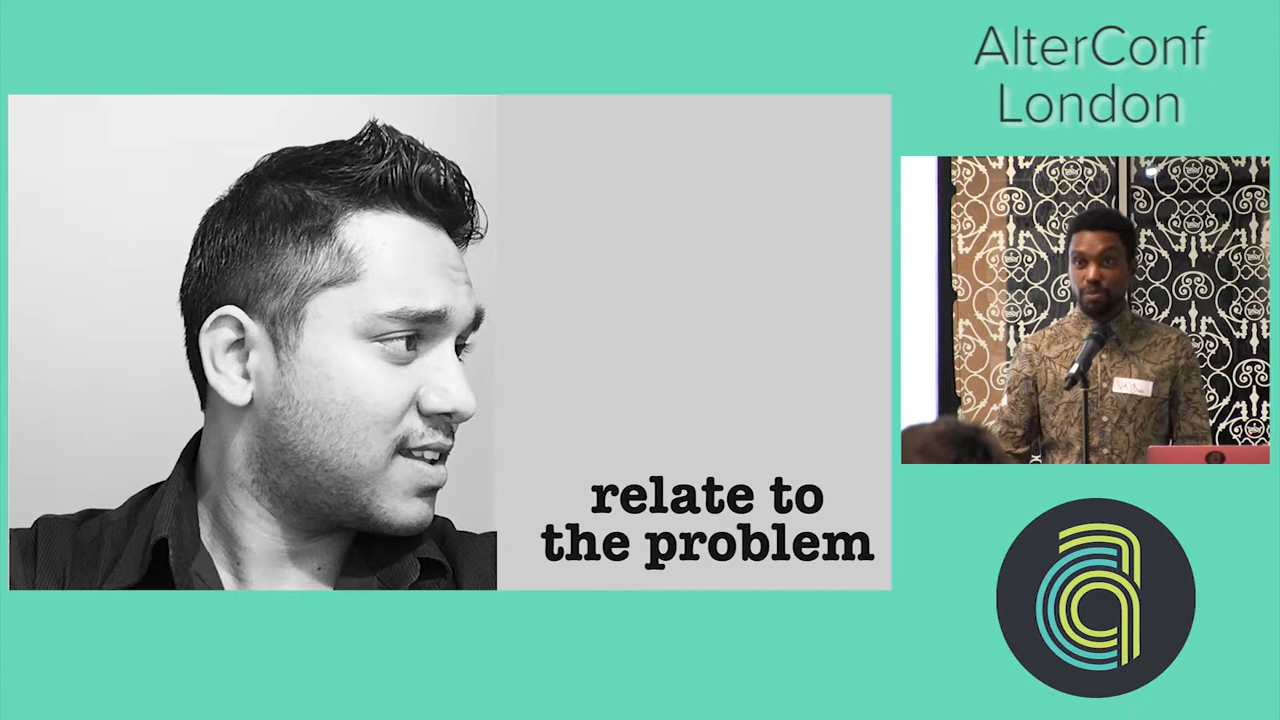 AlterConf
London
relate to
the problem